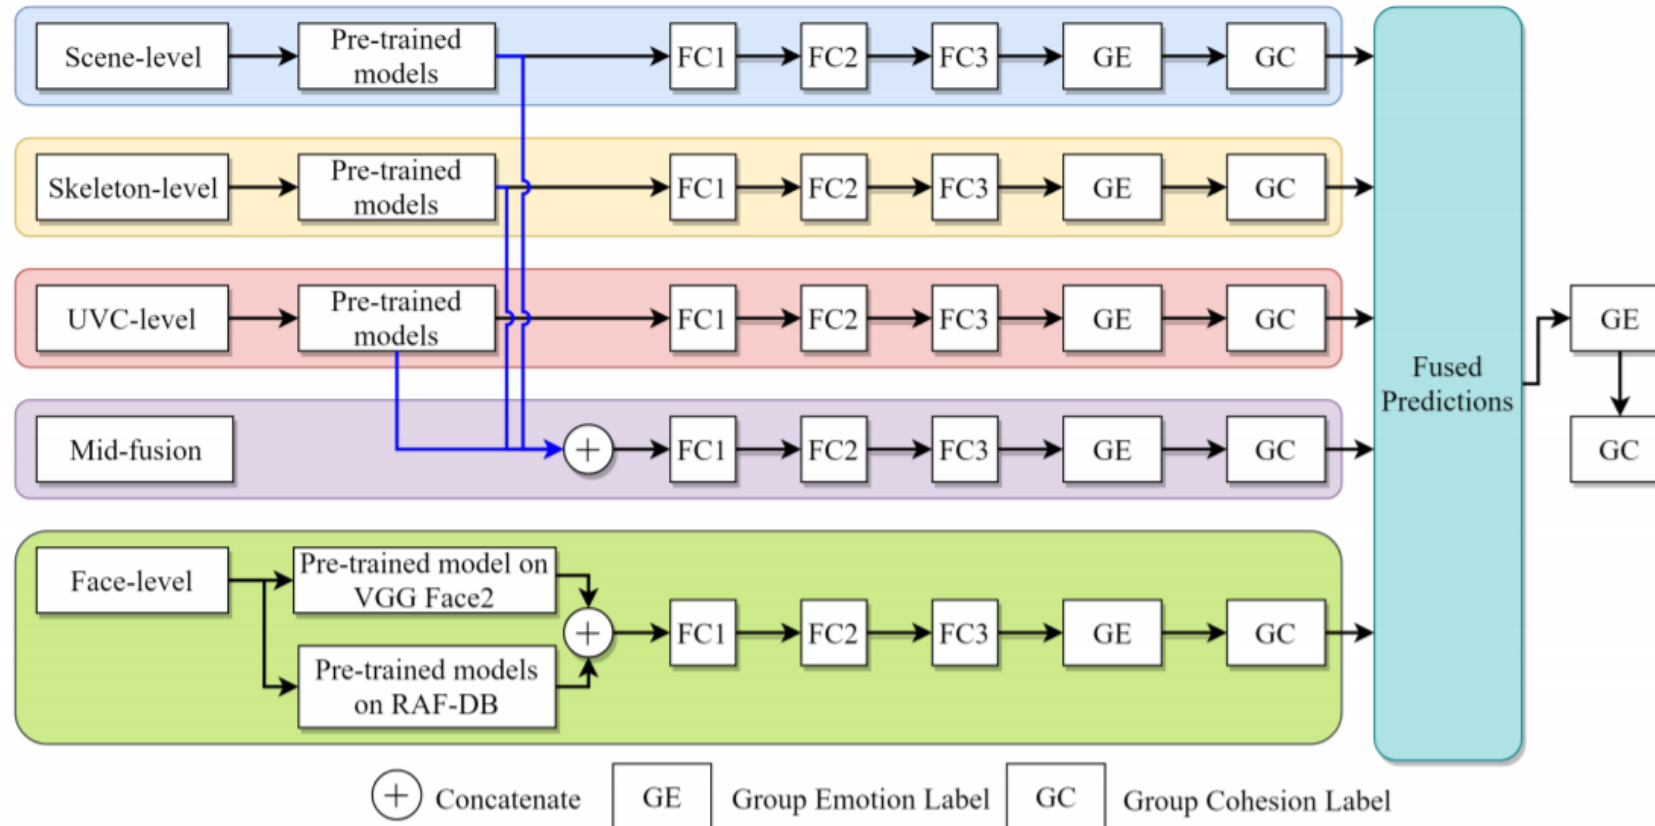 Scene-level
Pre-trained
models
FC1
FC2
FC3
GE
GC
Skeleton-level
Pre-trained
models
FC1
FC2
FC3
GE
GC
UVC-level
Pre-trained
models
FC1
FC2
FC3
GE
GC
Mid-fusion
+
FC1
FC2
FC3
GE
GC
Face-level
Pre-trained model on
VGG Face2
Pre-trained models
on RAF-DB
+
FC1
FC2
FC3
GE
GC
Fused
Predictions
GE
GC
+ Concatenate
GE Group Emotion Label
GC Group Cohesion Label